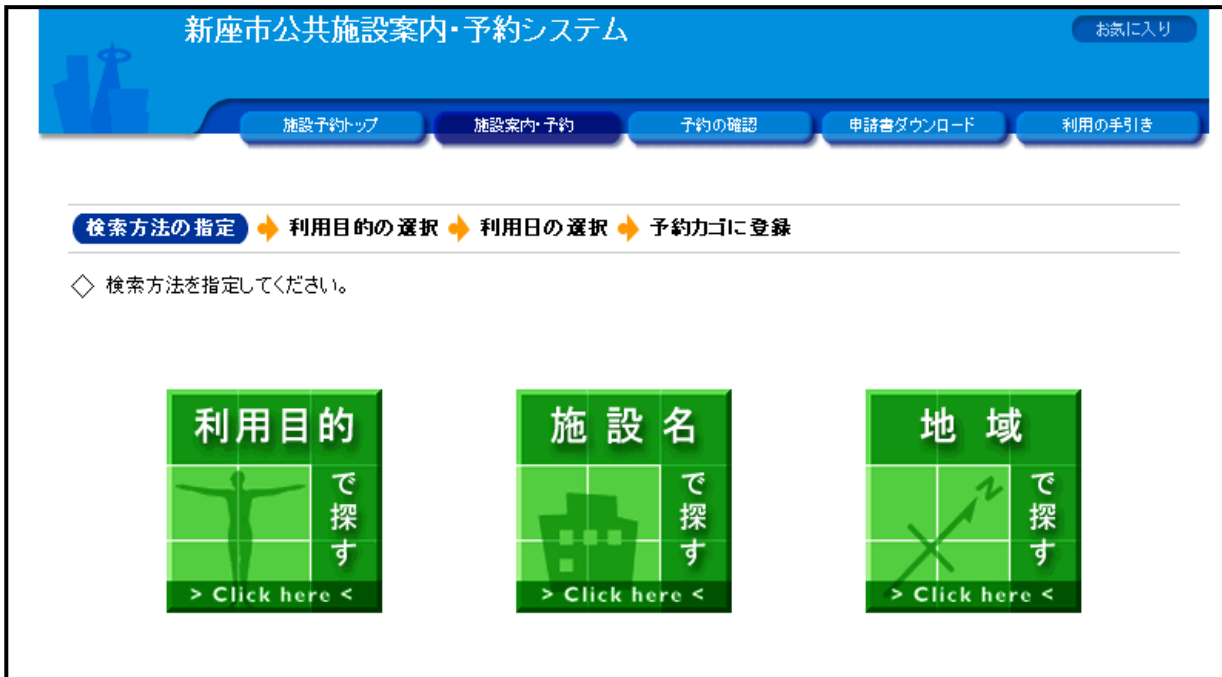 新座市公共施設案内・予約システム
お気に入り
施設予約トップ 施設案内・予約 予約の確認 申請書ダウンロード 利用の手引き
検索方法の指定 利用目的の選択 利用日の選択 予約カゴに登録
◇ 検索方法を指定してください。
利用目的
で探す
> Click here <
施設名
で探す
> Click here <
地域
で探す
> Click here <